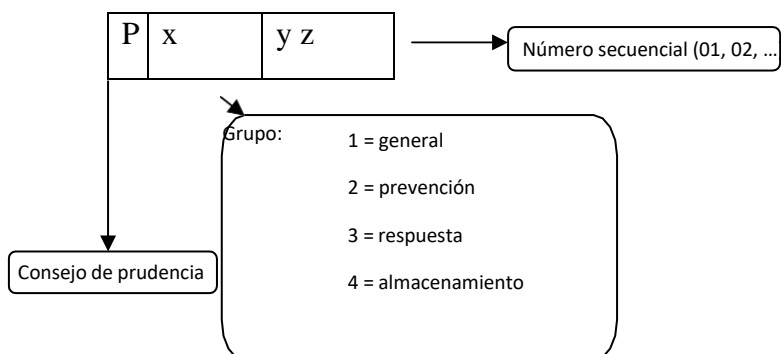 P x y z
Número secuencial (01, 02, ...
Grupo:
1 = general
2 = prevención
3 = respuesta
4 = almacenamiento
Consejo de prudencia